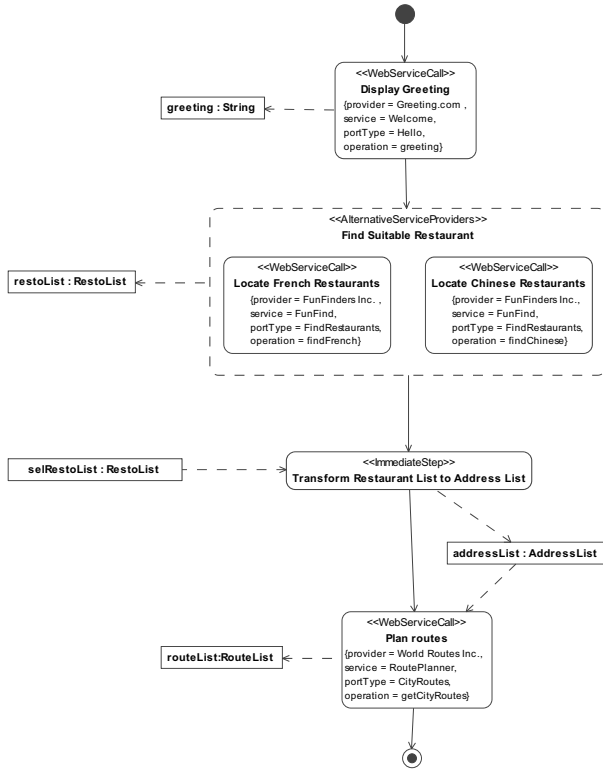 <<WebServiceCall>>
Display Greeting
{provider = Greeting.com ,
service = Welcome,
portType = Hello,
operation = greeting}
greeting : String
<<AlternativeServiceProviders>>
Find Suitable Restaurant
<<WebServiceCall>>
Locate French Restaurants
{provider = FunFinders Inc. ,
service = FunFind,
portType = FindRestaurants,
operation = findFrench}
<<WebServiceCall>>
Locate Chinese Restaurants
{provider = FunFinders Inc.,
service = FunFind,
portType = FindRestaurants,
operation = findChinese}
restoList : RestoList
selRestoList : RestoList
<<ImmediateStep>>
Transform Restaurant List to Address List
addressList : AddressList
<<WebServiceCall>>
Plan routes
{provider = World Routes Inc.,
service = RoutePlanner,
portType = CityRoutes,
operation = getCityRoutes}
routeList:RouteList